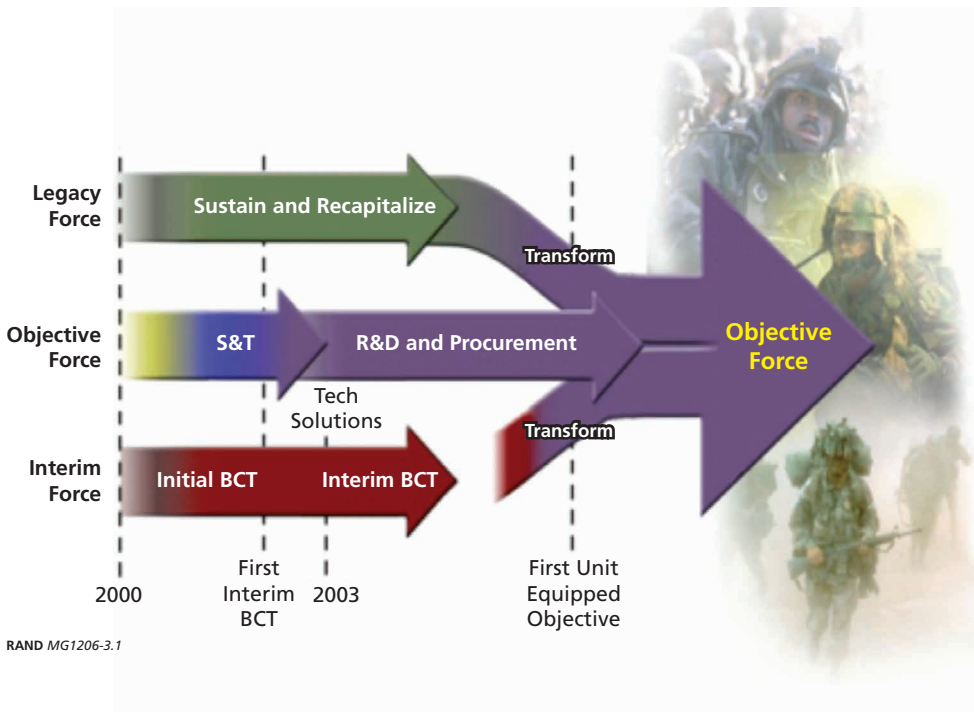 Legacy
Force
Sustain and Recapitalize
Transform
Objective
Force
S&T
R&D and Procurement
Objective
Force
Tech
Solutions
Transform
Interim
Force
Initial BCT
Interim BCT
2000
First
Interim
BCT
2003
First Unit
Equipped
Objective
RAND MG1206-3.1